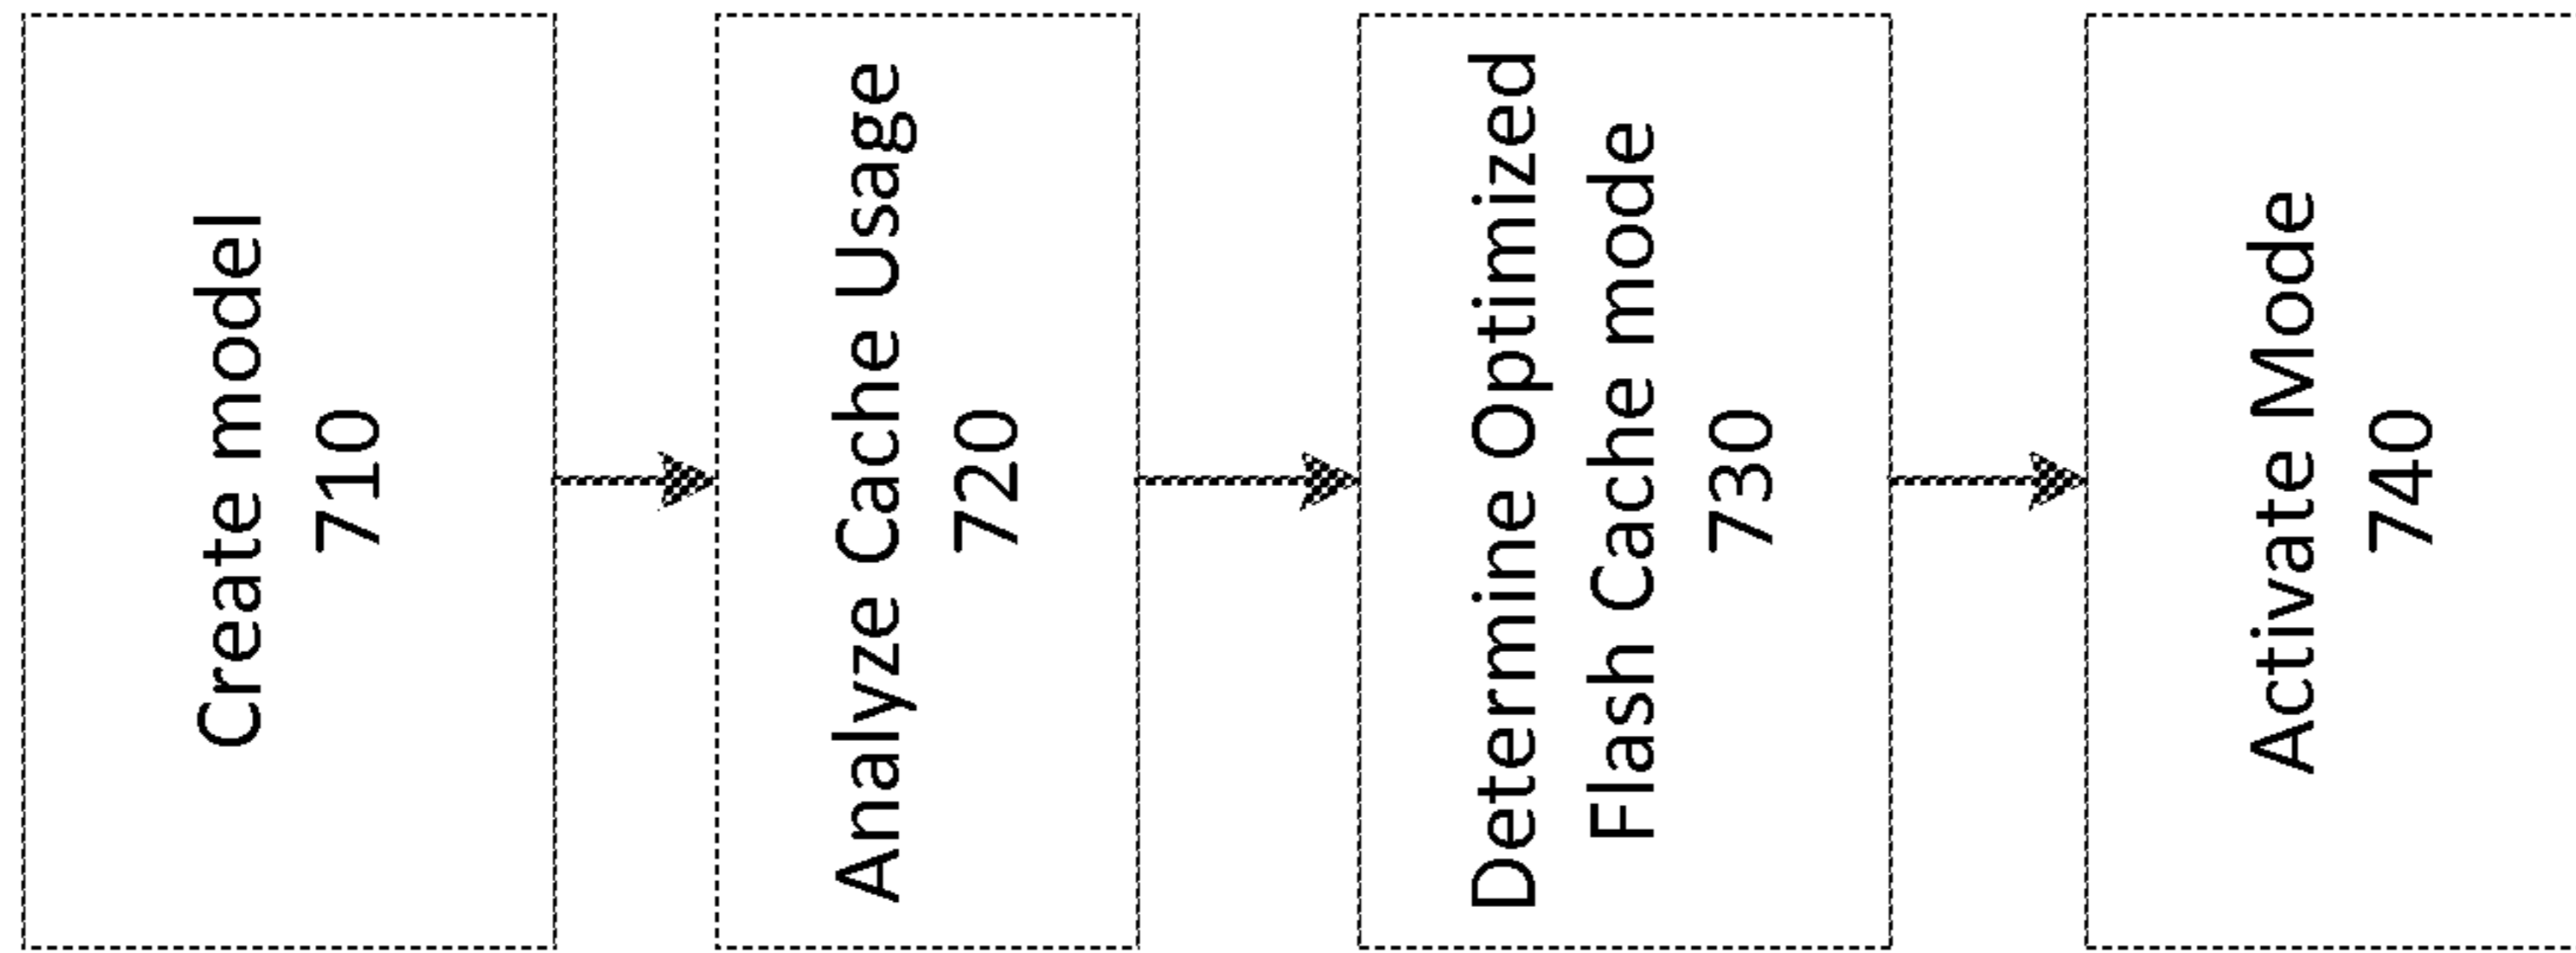 Create model
710
Analyze Cache Usage
720
Determine Optimized
Flash Cache mode
730
Activate Mode
740